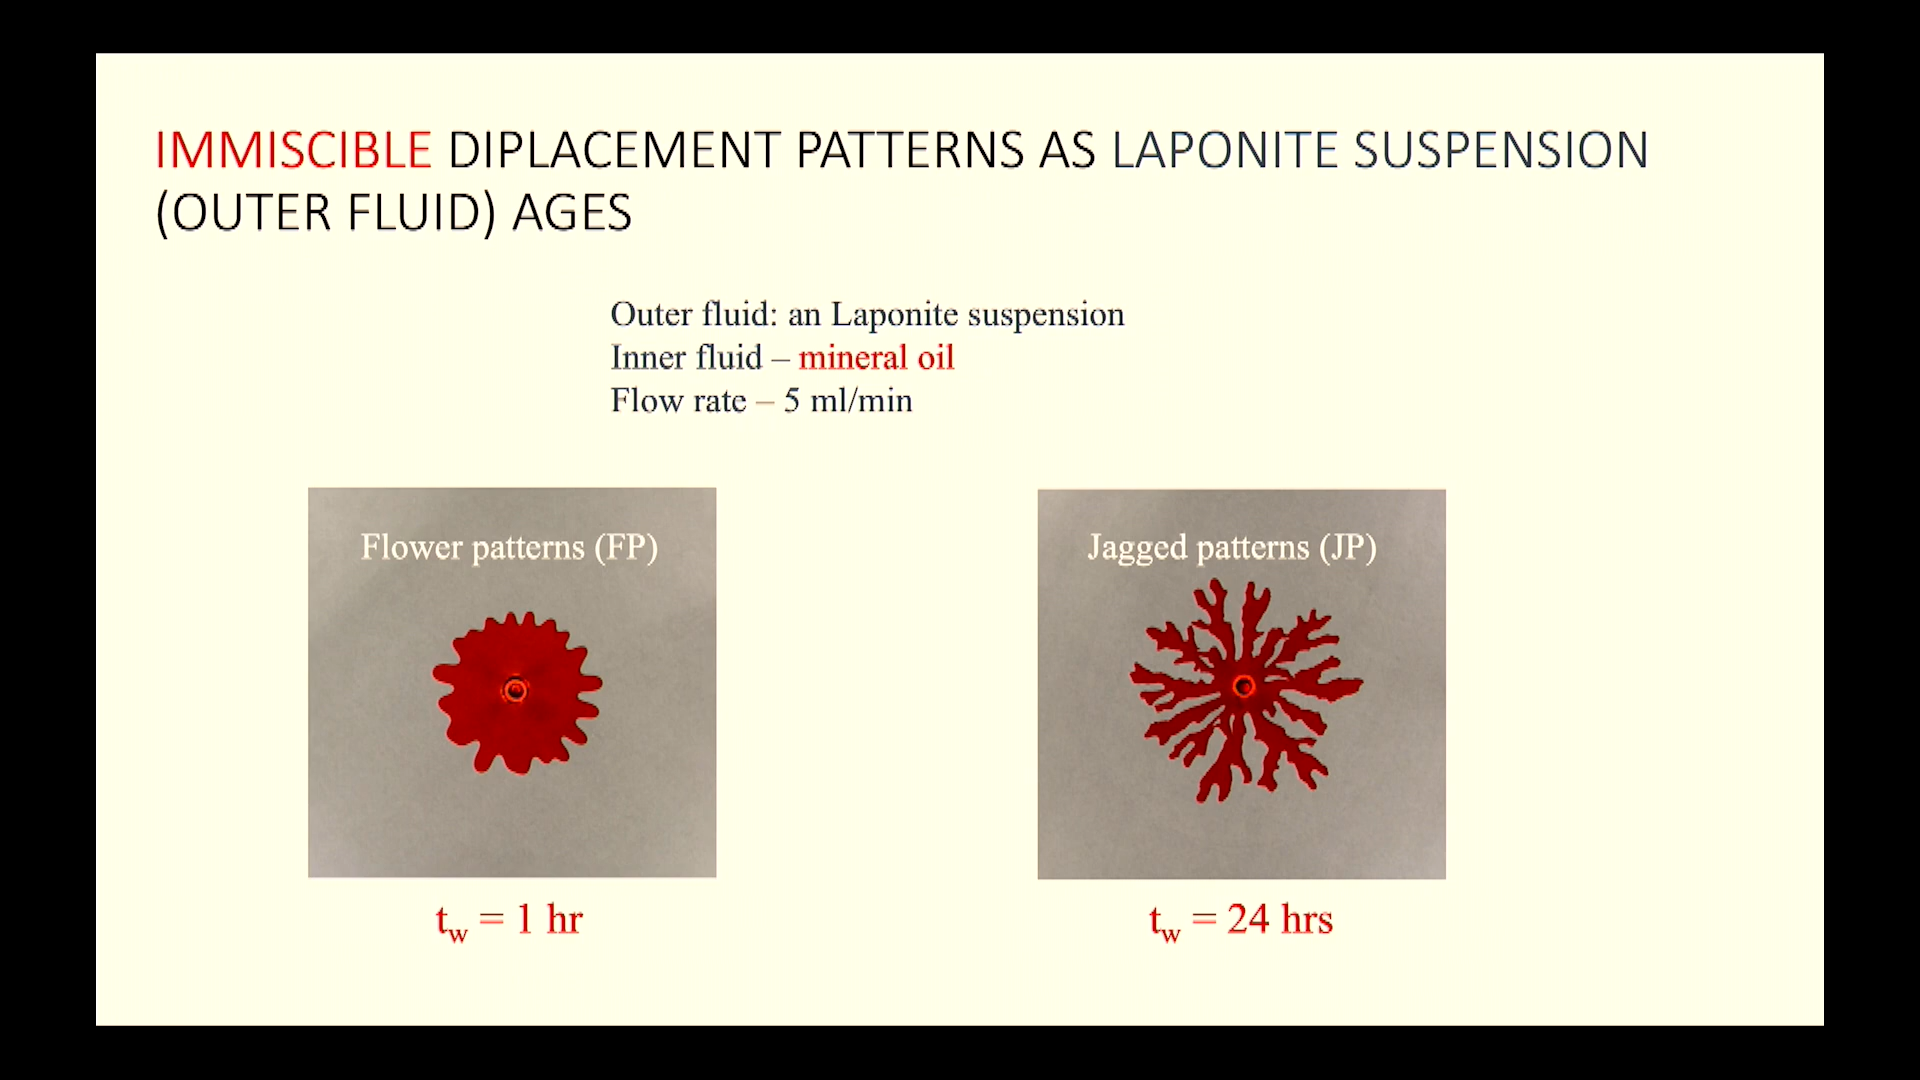 IMMISCIBLE DIPLACEMENT PATTERNS AS LAPONITE SUSPENSION
(OUTER FLUID) AGES
Outer fluid: an Laponite suspension
Inner fluid – mineral oil
Flow rate – 5 ml/min
Flower patterns (FP)
Jagged patterns (JP)
tw = 1 hr
tw = 24 hrs